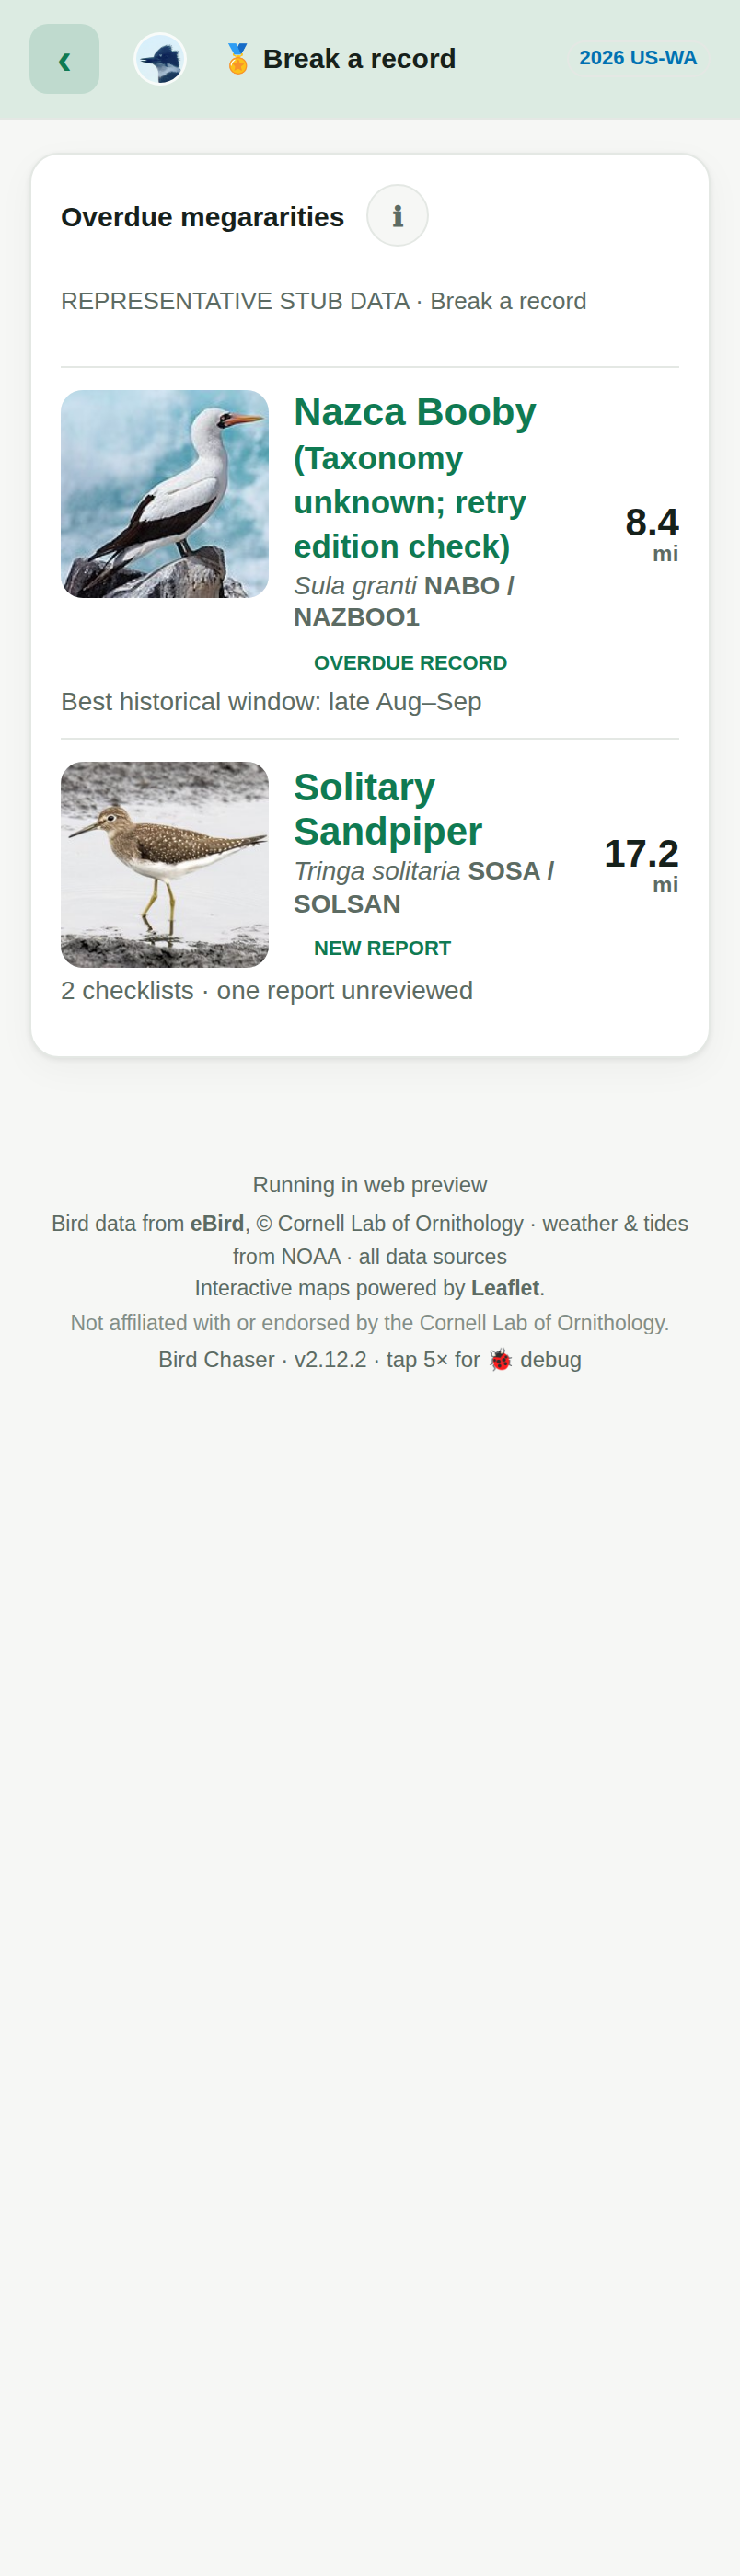 ‹ 🏅 Break a record 2026 US-WA
Overdue megararities ℹ
REPRESENTATIVE STUB DATA · Break a record
Nazca Booby
(Taxonomy
unknown; retry
edition check)
8.4
mi
Sula granti NABO /
NAZBOO1
OVERDUE RECORD
Best historical window: late Aug–Sep
Solitary
Sandpiper
17.2
mi
Tringa solitaria SOSA /
SOLSAN
NEW REPORT
2 checklists · one report unreviewed
Running in web preview
Bird data from eBird, © Cornell Lab of Ornithology · weather & tides
from NOAA · all data sources
Interactive maps powered by Leaflet.
Not affiliated with or endorsed by the Cornell Lab of Ornithology.
Bird Chaser · v2.12.2 · tap 5× for 🐞 debug